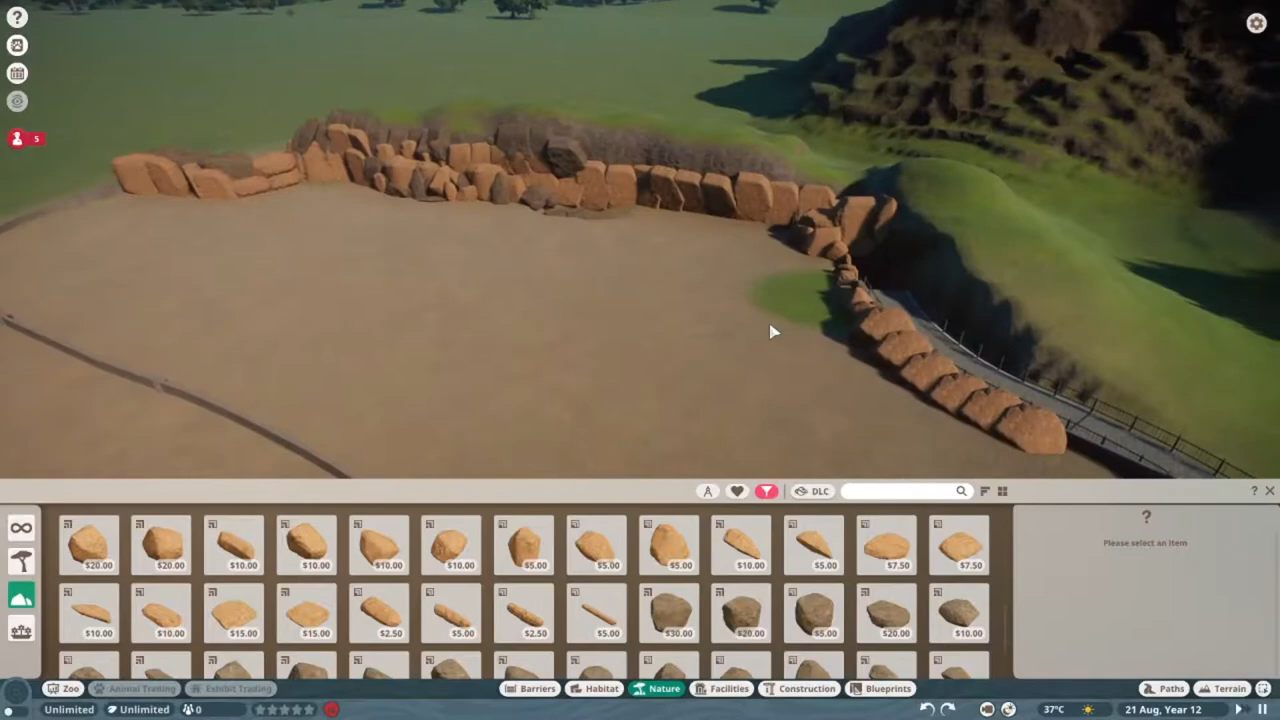 ?
5
DLC
? ✕
$20.00 $20.00 $10.00 $10.00 $10.00 $10.00 $5.00 $5.00 $5.00 $10.00 $5.00 $7.50 $7.50
$10.00 $10.00 $15.00 $15.00 $2.50 $5.00 $2.50 $5.00 $30.00 $20.00 $5.00 $20.00 $10.00
?
Please select an item
Zoo Animal Trading Exhibit Trading Barriers Habitat Nature Facilities Construction Blueprints Paths Terrain
Unlimited Unlimited 0 37°C 21 Aug, Year 12